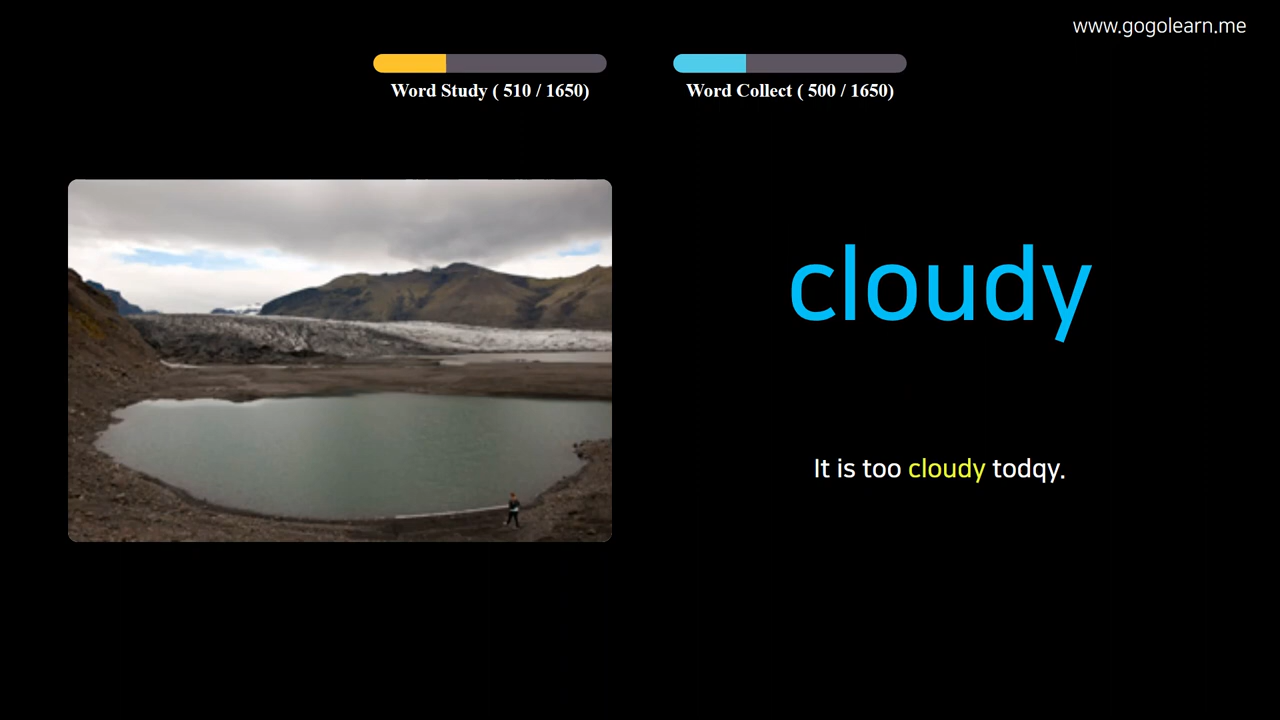 www.gogolearn.me
Word Study ( 510 / 1650)
Word Collect ( 500 / 1650)
cloudy
It is too cloudy todqy.